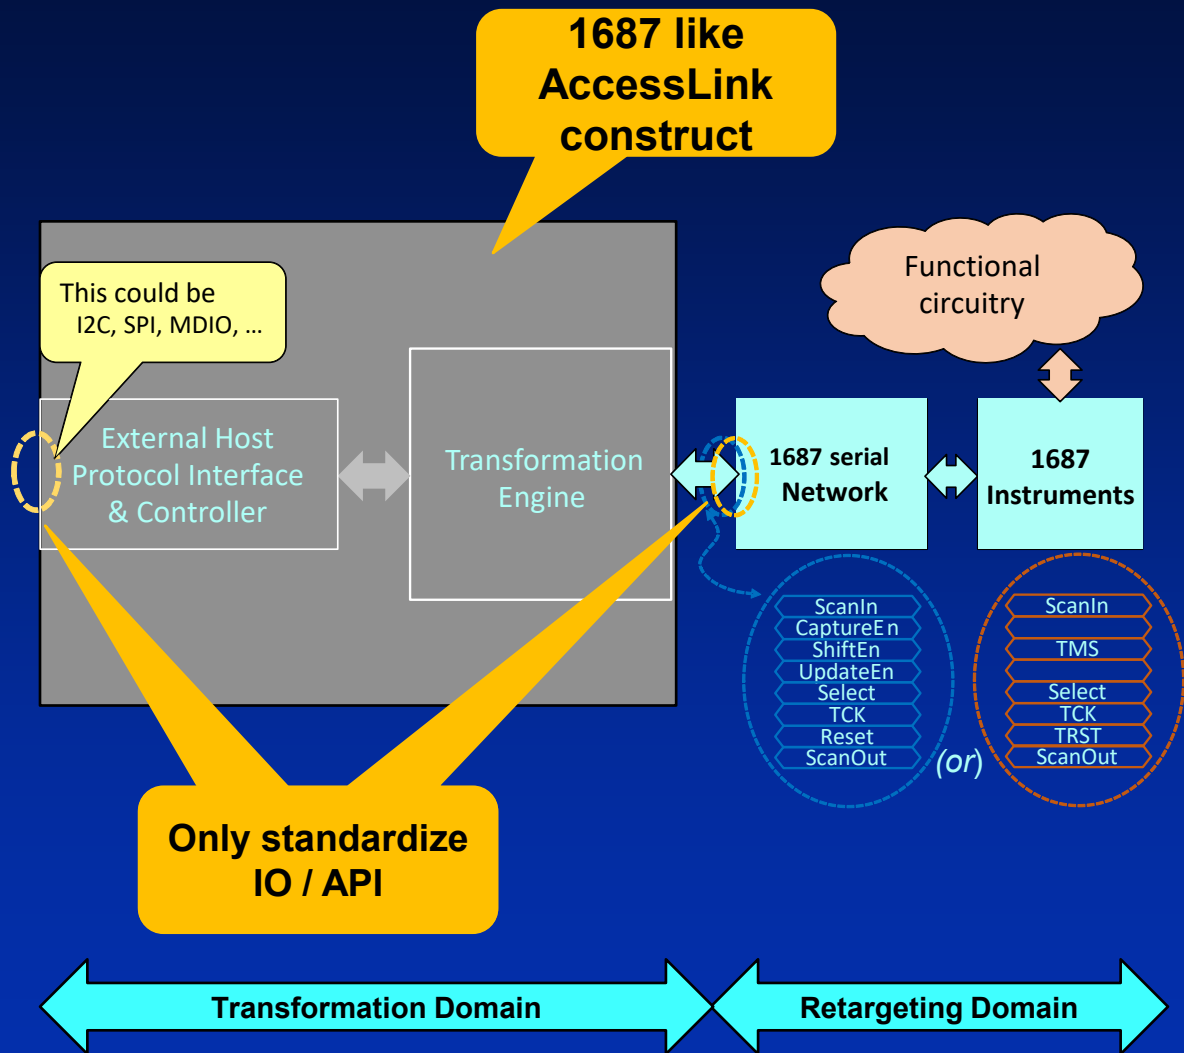 1687 like
AccessLink
construct
This could be
I2C, SPI, MDIO, …
Functional
circuitry
External Host
Protocol Interface
& Controller
Transformation
Engine
1687 serial
Network
1687
Instruments
ScanIn
CaptureEn
ShiftEn
UpdateEn
Select
TCK
Reset
ScanOut
(or)
ScanIn
TMS
Select
TCK
TRST
ScanOut
Only standardize
IO / API
Transformation Domain
Retargeting Domain